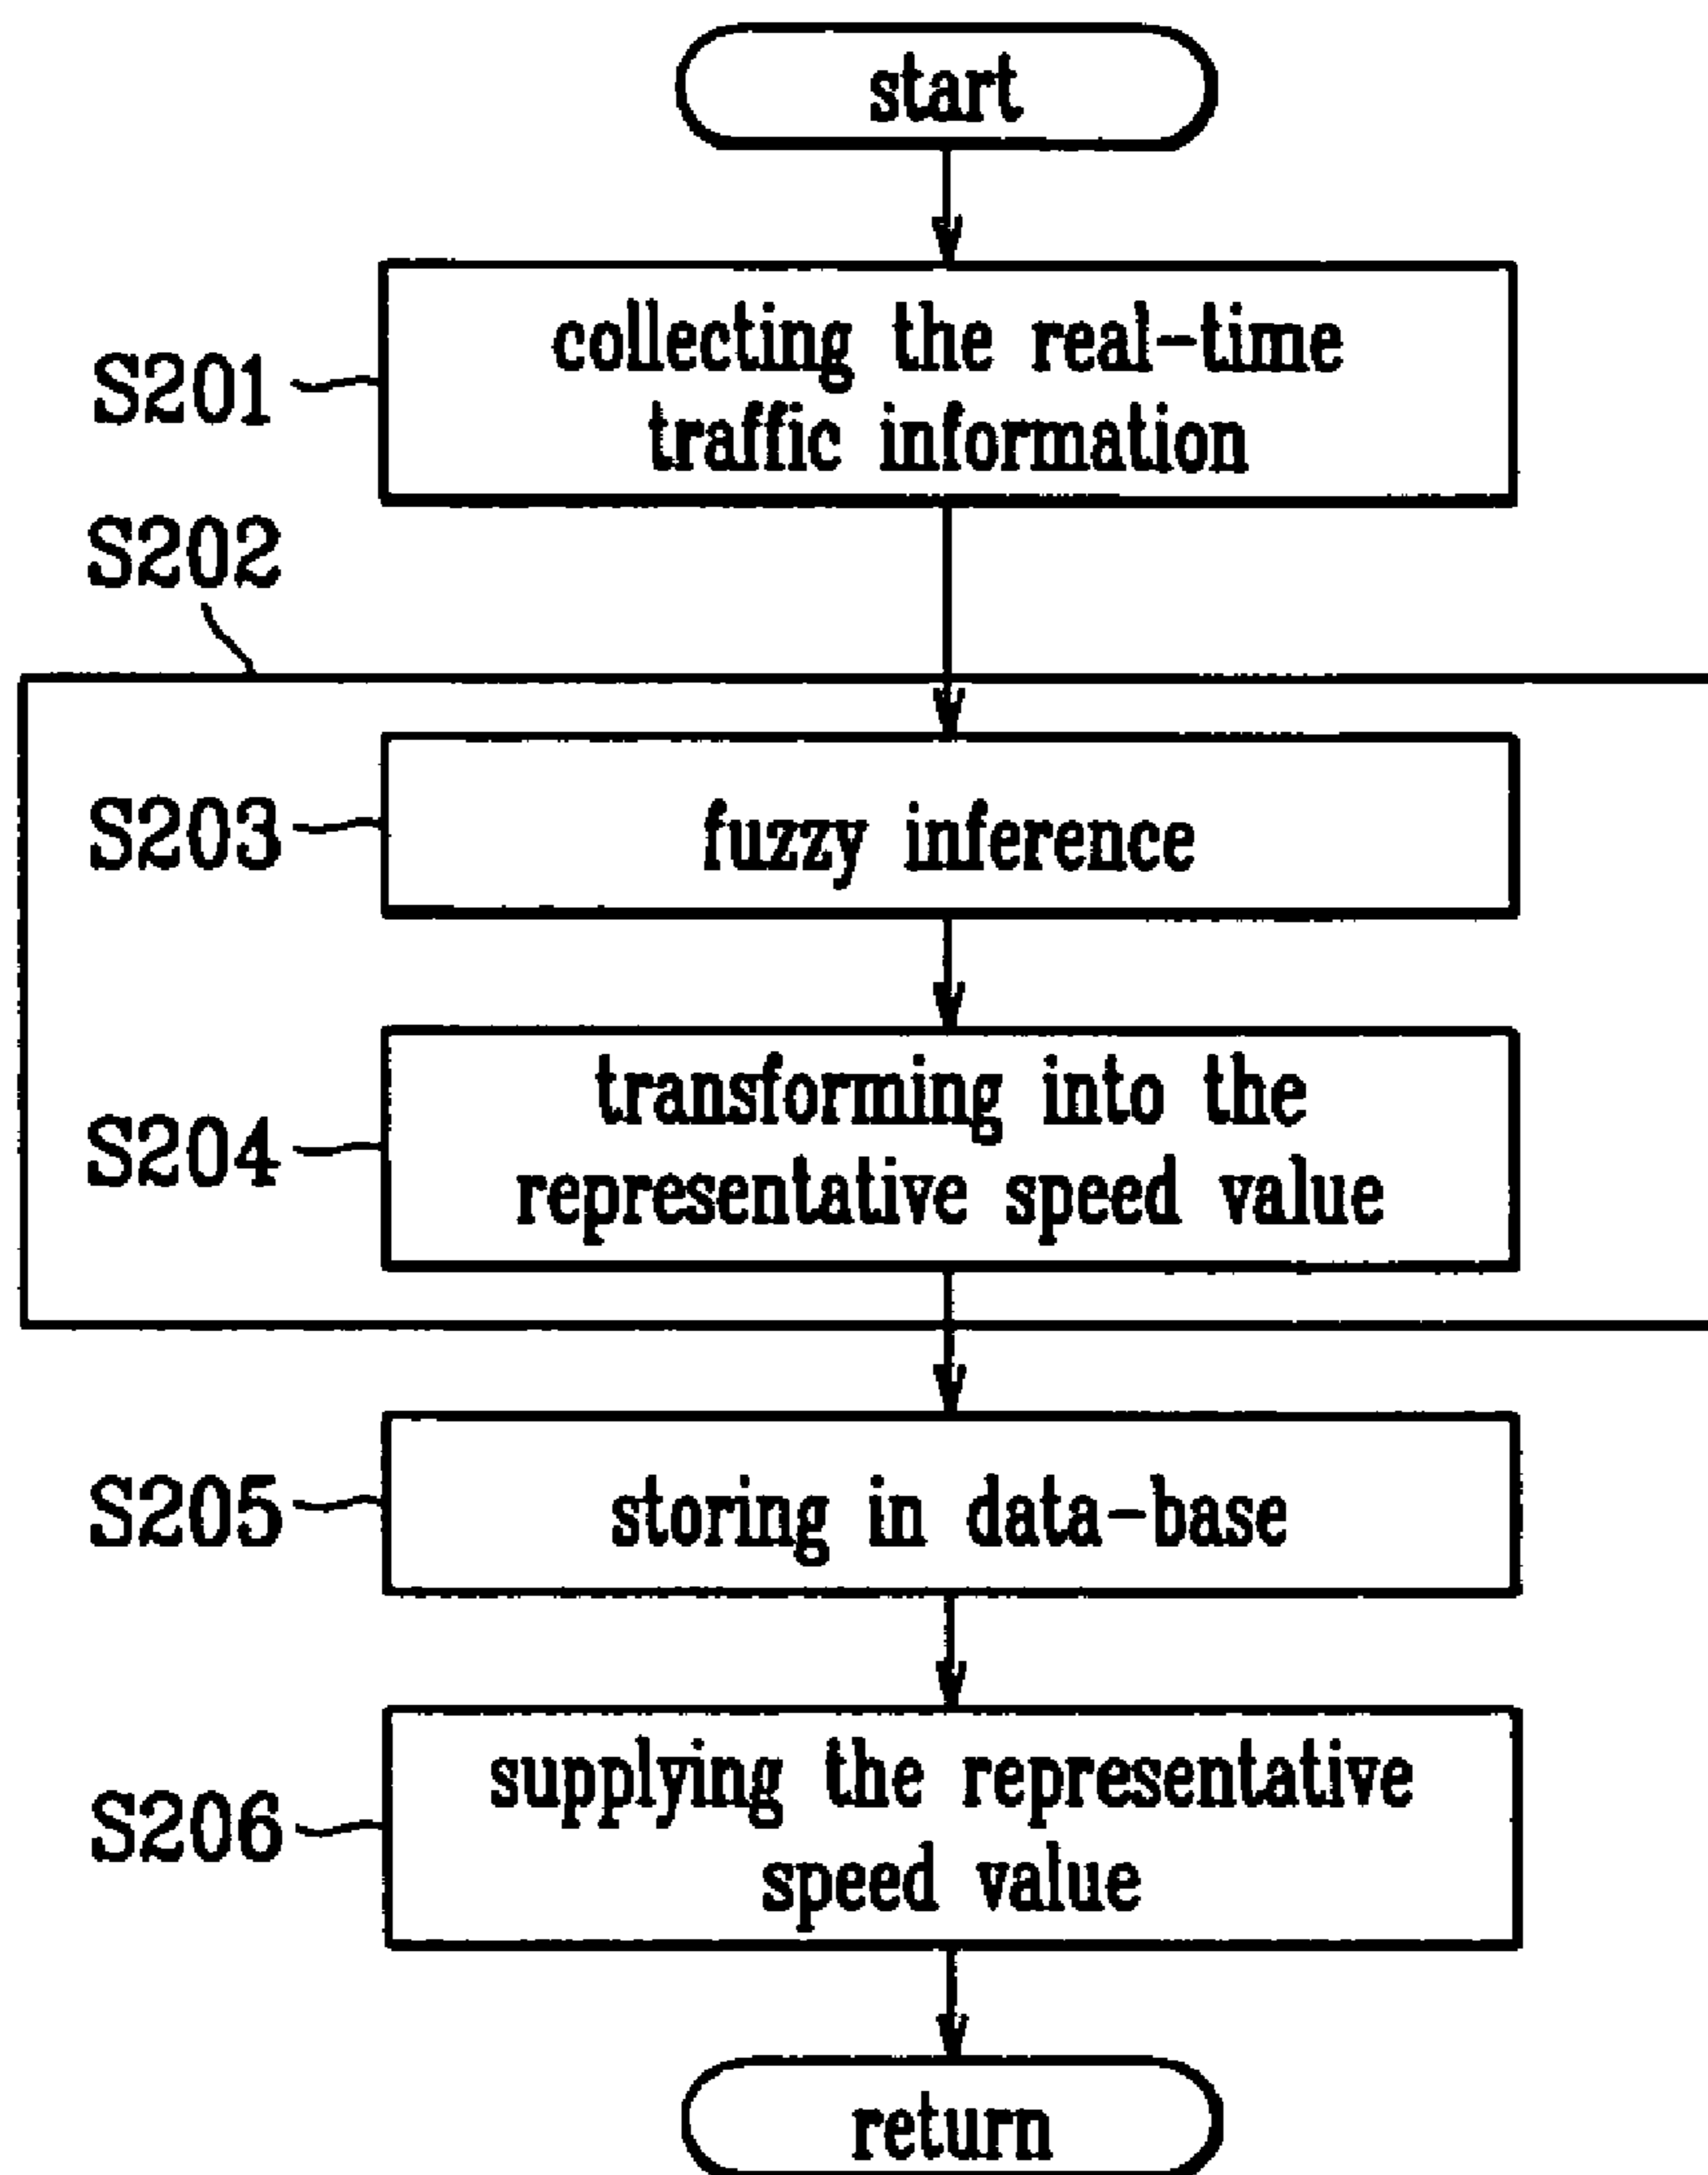 start
S201
collecting the real-time
traffic information
S202
S203
fuzzy inference
S204
transforming into the
representative speed value
S205
storing in data-base
S206
supplying the representative
speed value
return